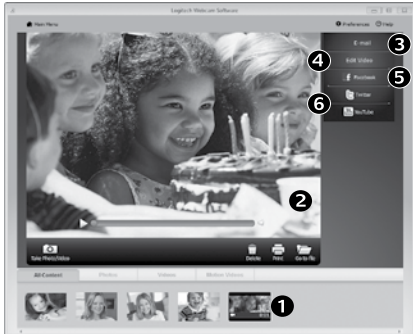 Logitech Webcam Software
Main Menu
Preferences
Help
E-mail
3
4
Edit Video
Facebook
5
6
Twitter
YouTube
2
Take Photo/Video
Delete
Print
Go to file
All Content
Photos
Videos
Motion Videos
1